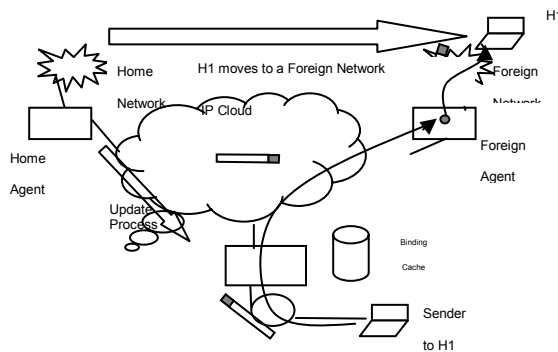 H1
Home
Network
H1 moves to a Foreign Network
Foreign
Network
IP Cloud
Home
Agent
Foreign
Agent
Update
Process
Binding
Cache
Sender
to H1